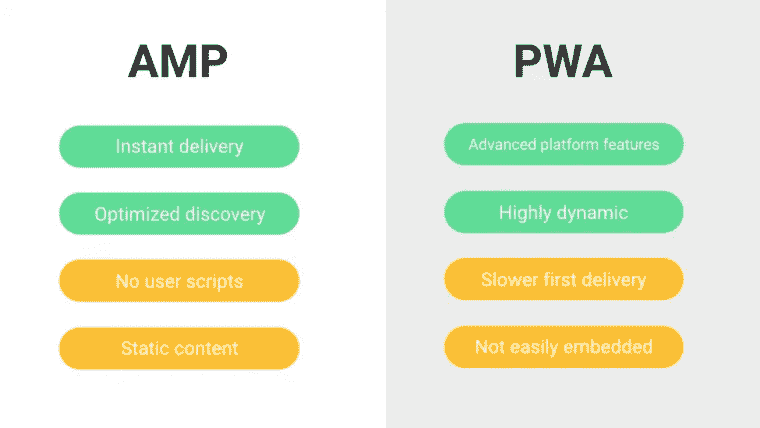 AMP
Instant delivery
Optimized discovery
No user scripts
Static content
PWA
Advanced platform features
Highly dynamic
Slower first delivery
Not easily embedded